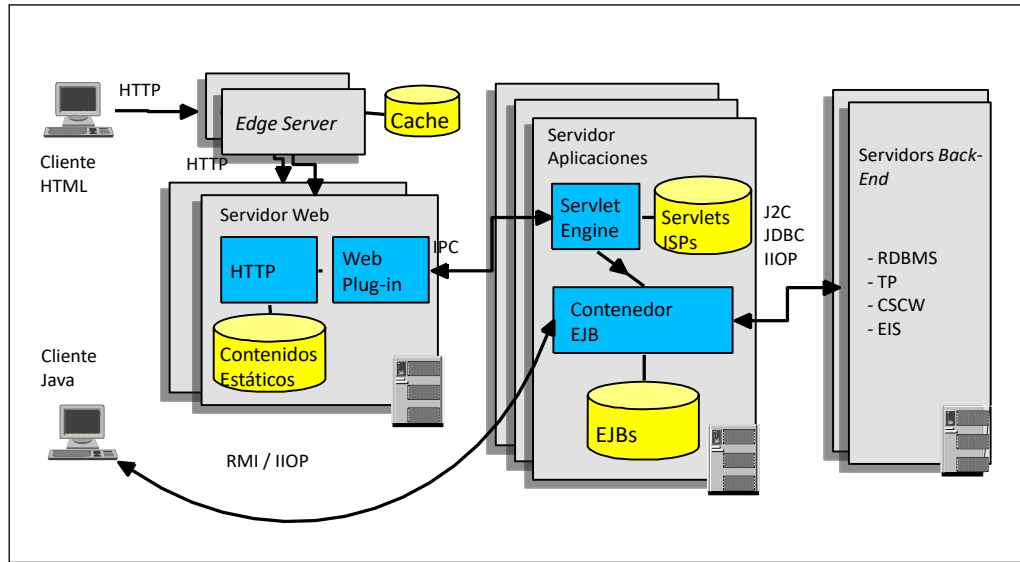 HTTP
Cliente
HTML
Edge Server
Cache
HTTP
Servidor Web
HTTP
Web
Plug-in
IPC
Contenidos
Estáticos
Cliente
Java
RMI / IIOP
Servidor
Aplicaciones
Servlet
Engine
Servlets
JSPs
Contenedor
EJB
EJBs
J2C
JDBC
IIOP
Servidors Back-
End
- RDBMS
- TP
- CSCW
- EIS